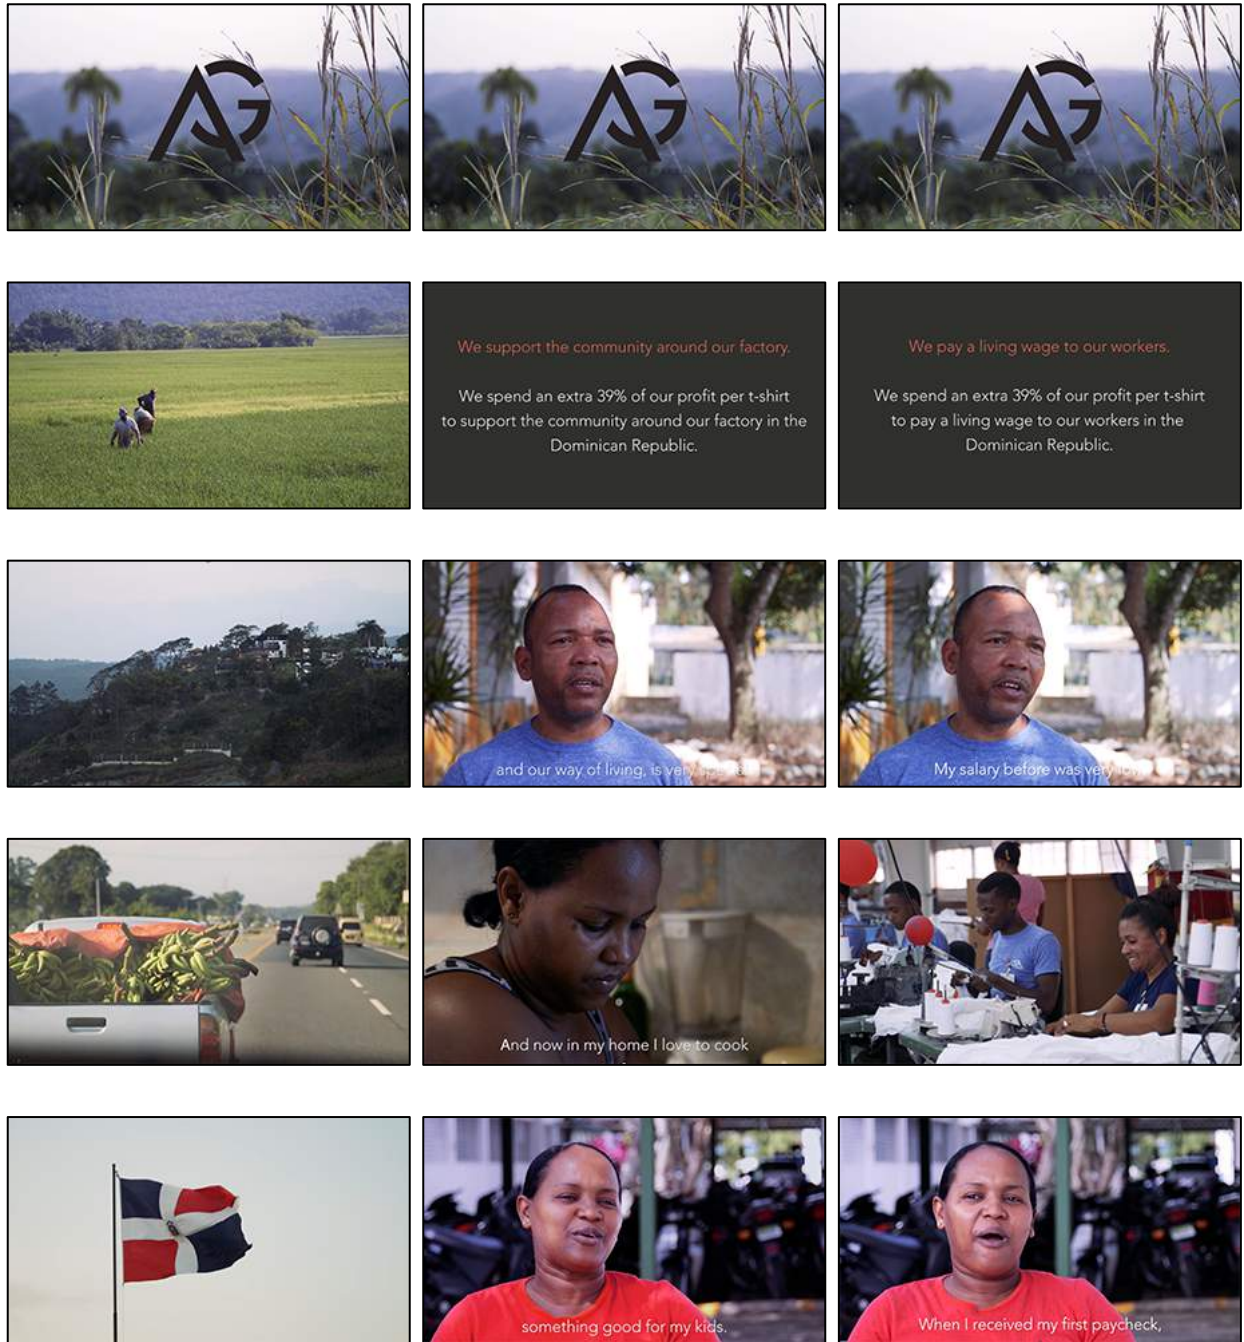 AG
AG
AG
We support the community around our factory.
We spend an extra 39% of our profit per t-shirt
to support the community around our factory in the
Dominican Republic.
We pay a living wage to our workers.
We spend an extra 39% of our profit per t-shirt
to pay a living wage to our workers in the
Dominican Republic.
and our way of living, is very
My salary before was very
And now in my home I love to cook
something good for my kids.
When I received my first paycheck,